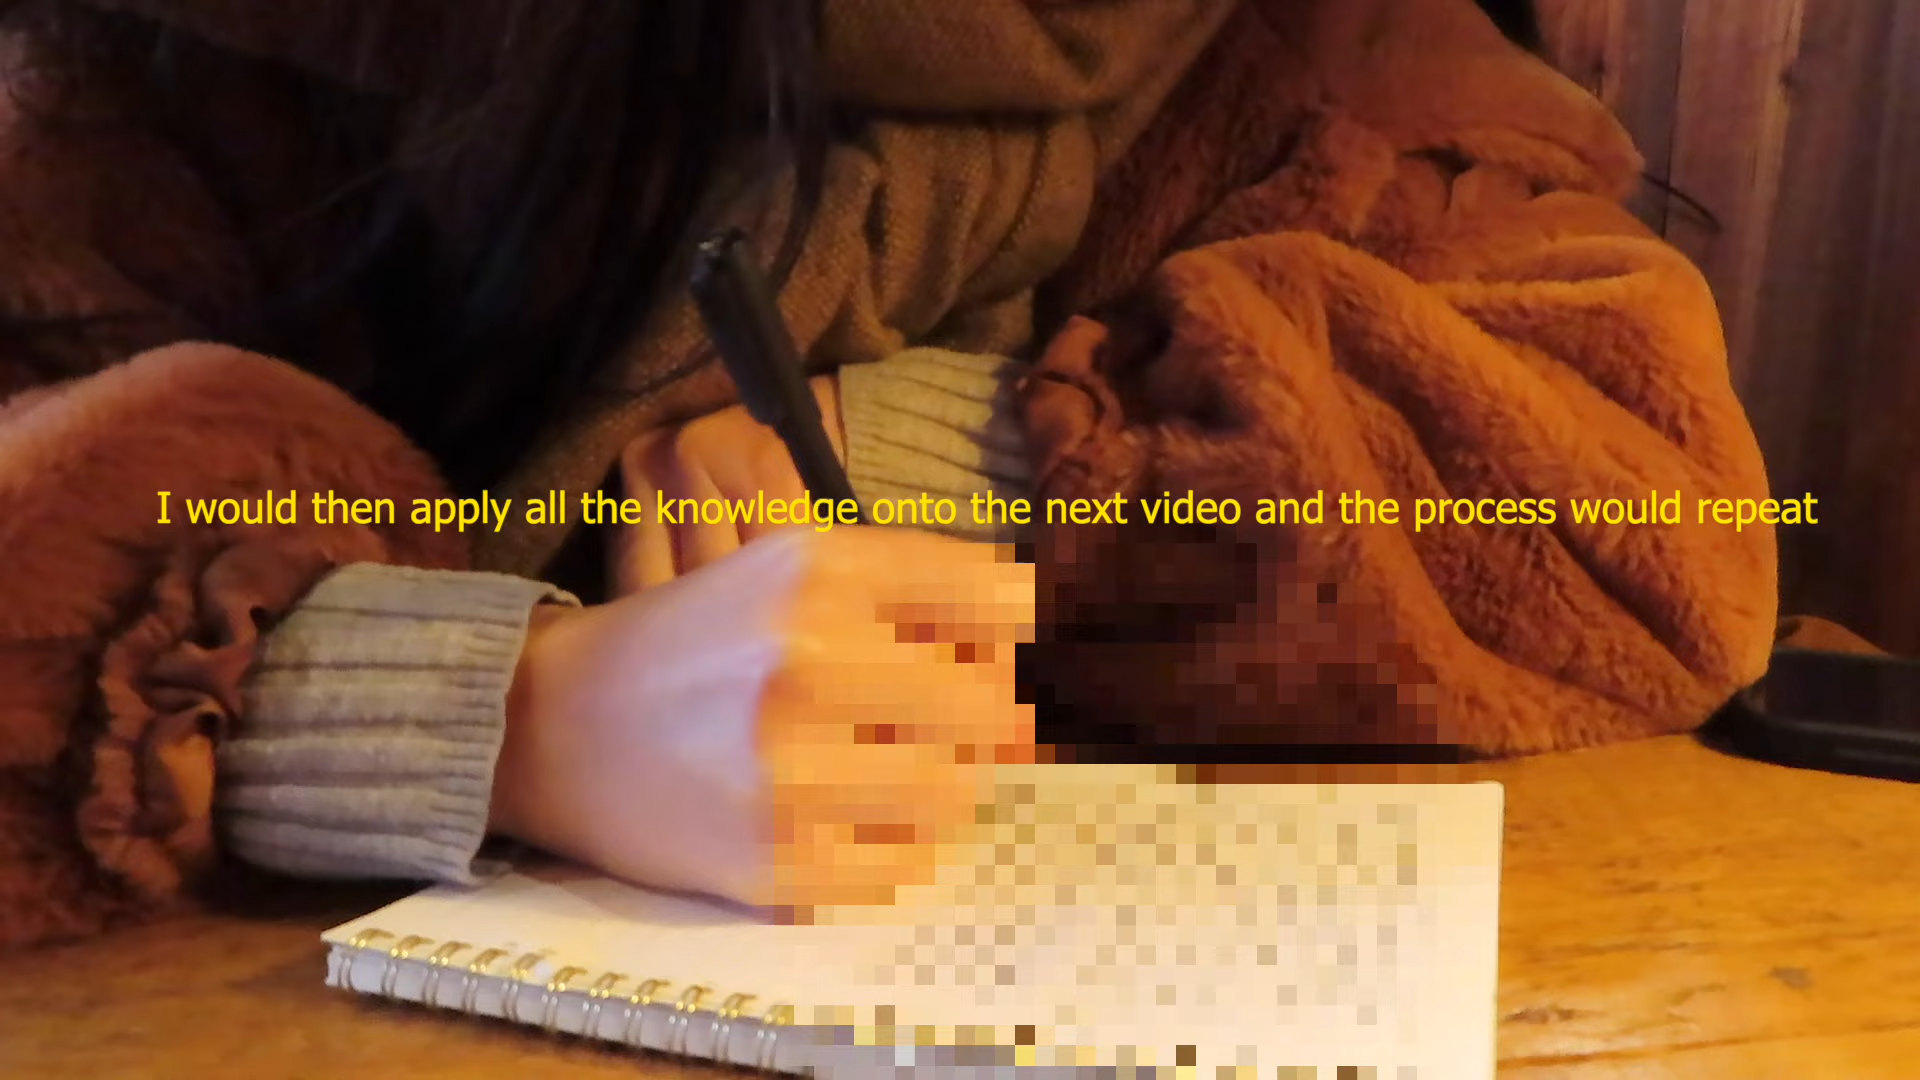 I would then apply all the knowledge onto the next video and the process would repeat